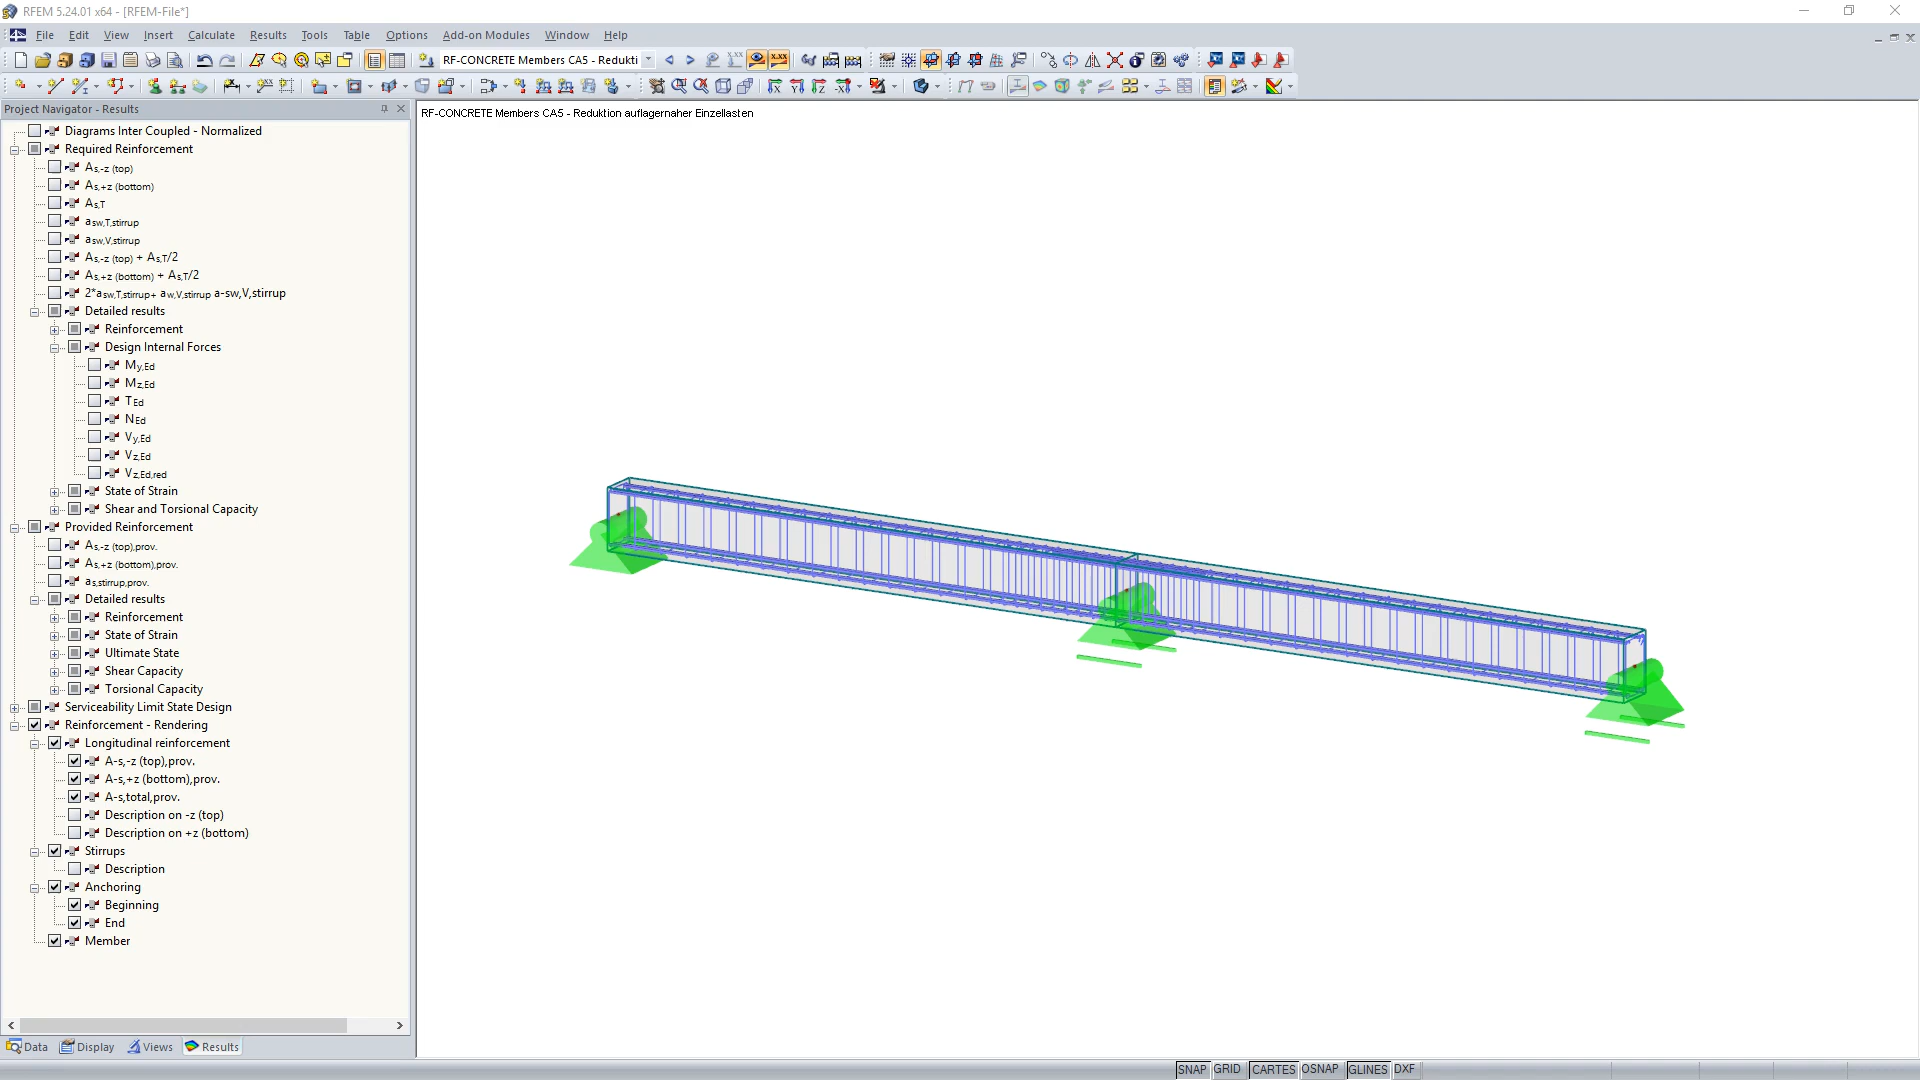 RFEM 5.24.01 x64 - [RFEM-File*]
File Edit View Insert Calculate Results Tools Table Options Add-on Modules Window Help
RF-CONCRETE Members CA5 - Redukti
Project Navigator - Results
RF-CONCRETE Members CA5 - Reduktion auflagernaher Einzellasten
Diagrams Inter Coupled - Normalized
Required Reinforcement
As,-z (top)
As,+z (bottom)
As,T
asw,T,stirrup
asw,V,stirrup
As,-z (top) + As,T/2
As,+z (bottom) + As,T/2
2*asw,T,stirrup+ aw,V,stirrup a-sw,V,stirrup
Detailed results
Reinforcement
Design Internal Forces
My,Ed
Mz,Ed
TEd
NEd
Vy,Ed
Vz,Ed
Vz,Ed,red
State of Strain
Shear and Torsional Capacity
Provided Reinforcement
As,-z (top),prov.
As,+z (bottom),prov.
as,stirrup,prov.
Detailed results
Reinforcement
State of Strain
Ultimate State
Shear Capacity
Torsional Capacity
Serviceability Limit State Design
Reinforcement - Rendering
Longitudinal reinforcement
A-s,-z (top),prov.
A-s,+z (bottom),prov.
A-s,total,prov.
Description on -z (top)
Description on +z (bottom)
Stirrups
Description
Anchoring
Beginning
End
Member
Data Display Views Results
SNAP GRID CARTES OSNAP GLINES DXF